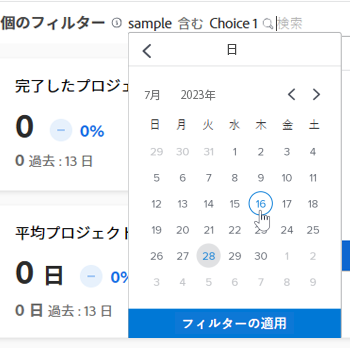 個のフィルター ⓘ sample 含む Choice 1 検索
日
完了したプロジェ
0 − 0%
0 過去 : 13 日
平均プロジェクト
0 日 − 0%
0 日 過去 : 13 日
7月 2023年
日 月 火 水 木 金 土
29 30 31 1 2 3 4
5 6 7 8 9 10 11
12 13 14 15 16 17 18
19 20 21 22 23 24 25
26 27 28 29 30 1 2
3 4 5 6 7 8 9
フィルターの適用